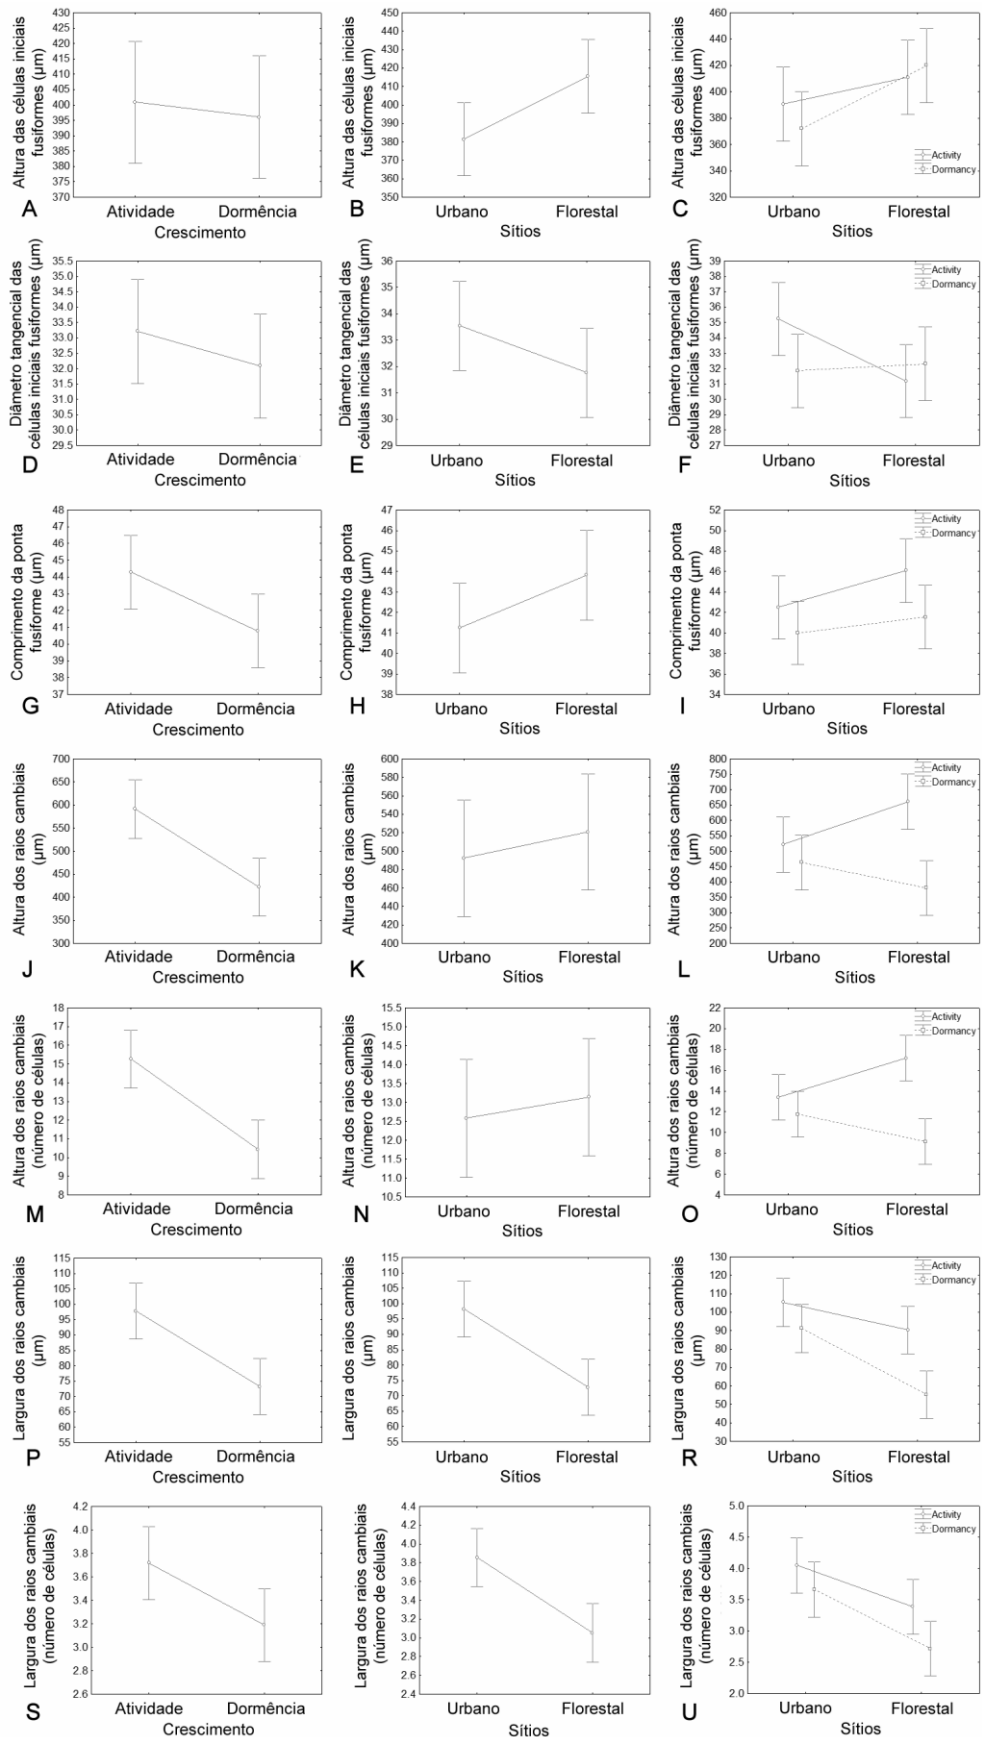 Altura das células iniciais
fusiformes (µm)
430
425
420
415
410
405
400
395
390
385
380
375
370
A
Atividade Dormência
Crescimento
Altura das células iniciais
fusiformes (µm)
450
440
430
420
410
400
390
380
370
360
350
B
Urbano Florestal
Sítios
Altura das células iniciais
fusiformes (µm)
460
440
420
400
380
360
340
320
Activity
Dormancy
C
Urbano Florestal
Sítios
Diâmetro tangencial das
células iniciais fusiformes (µm)
35.5
35.0
34.5
34.0
33.5
33.0
32.5
32.0
31.5
31.0
30.5
30.0
29.5
D
Atividade Dormência
Crescimento
Diâmetro tangencial das
células iniciais fusiformes (µm)
36
35
34
33
32
31
30
29
E
Urbano Florestal
Sítios
Diâmetro tangencial das
células iniciais fusiformes (µm)
39
38
37
36
35
34
33
32
31
30
29
28
27
Activity
Dormancy
F
Urbano Florestal
Sítios
Comprimento da ponta
fusiforme (µm)
48
47
46
45
44
43
42
41
40
39
38
37
G
Atividade Dormência
Crescimento
Comprimento da ponta
fusiforme (µm)
47
46
45
44
43
42
41
40
39
38
H
Urbano Florestal
Sítios
Comprimento da ponta
fusiforme (µm)
52
50
48
46
44
42
40
38
36
34
Activity
Dormancy
I
Urbano Florestal
Sítios
Altura dos raios cambiais
(µm)
700
650
600
550
500
450
400
350
300
J
Atividade Dormência
Crescimento
Altura dos raios cambiais
(µm)
600
580
560
540
520
500
480
460
440
420
400
K
Urbano Florestal
Sítios
Altura dos raios cambiais
(µm)
800
750
700
650
600
550
500
450
400
350
300
250
200
Activity
Dormancy
L
Urbano Florestal
Sítios
Altura dos raios cambiais
(número de células)
18
17
16
15
14
13
12
11
10
9
8
M
Atividade Dormência
Crescimento
Altura dos raios cambiais
(número de células)
15.5
15.0
14.5
14.0
13.5
13.0
12.5
12.0
11.5
11.0
10.5
N
Urbano Florestal
Sítios
Altura dos raios cambiais
(número de células)
22
20
18
16
14
12
10
8
6
4
Activity
Dormancy
O
Urbano Florestal
Sítios
Largura dos raios cambiais
(µm)
115
110
105
100
95
90
85
80
75
70
65
60
55
P
Atividade Dormência
Crescimento
Largura dos raios cambiais
(µm)
115
110
105
100
95
90
85
80
75
70
65
60
55
Urbano Florestal
Sítios
Largura dos raios cambiais
(µm)
130
120
110
100
90
80
70
60
50
40
30
Activity
Dormancy
R
Urbano Florestal
Sítios
Largura dos raios cambiais
(número de células)
4.2
4.0
3.8
3.6
3.4
3.2
3.0
2.8
2.6
S
Atividade Dormência
Crescimento
Largura dos raios cambiais
(número de células)
4.4
4.2
4.0
3.8
3.6
3.4
3.2
3.0
2.8
2.6
2.4
Urbano Florestal
Sítios
Largura dos raios cambiais
(número de células)
5.0
4.5
4.0
3.5
3.0
2.5
2.0
Activity
Dormancy
U
Urbano Florestal
Sítios